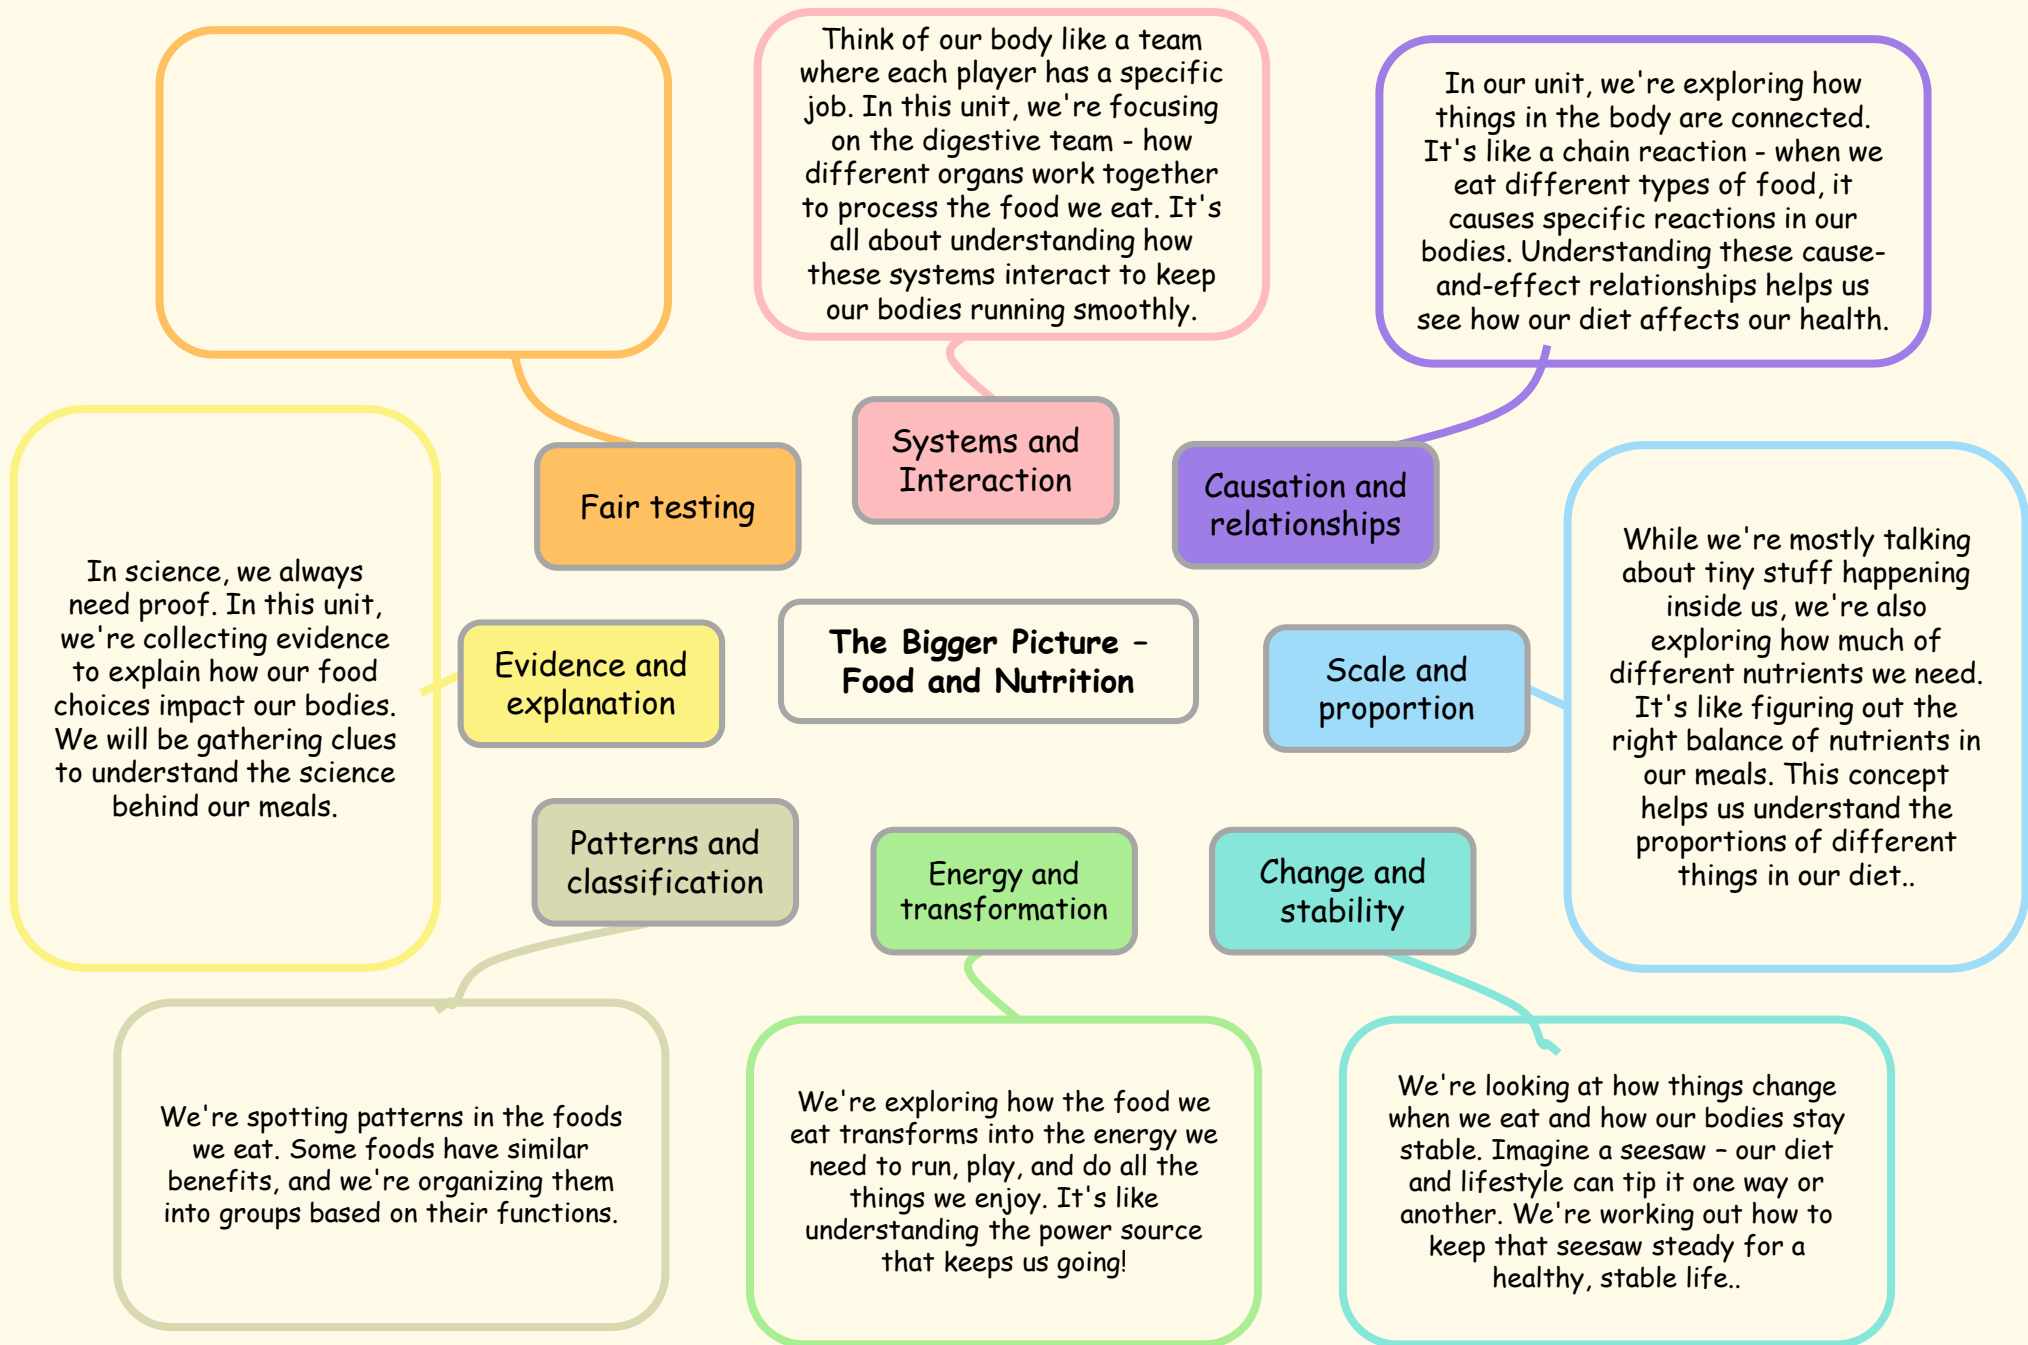 Think of our body like a team
where each player has a specific
job. In this unit, we're focusing
on the digestive team - how
different organs work together
to process the food we eat. It's
all about understanding how
these systems interact to keep
our bodies running smoothly.
In our unit, we're exploring how
things in the body are connected.
It's like a chain reaction - when we
eat different types of food, it
causes specific reactions in our
bodies. Understanding these cause-
and-effect relationships helps us
see how our diet affects our health.
Fair testing
Systems and
Interaction
Causation and
relationships
In science, we always
need proof. In this unit,
we're collecting evidence
to explain how our food
choices impact our bodies.
We will be gathering clues
to understand the science
behind our meals.
Evidence and
explanation
The Bigger Picture –
Food and Nutrition
Scale and
proportion
While we're mostly talking
about tiny stuff happening
inside us, we're also
exploring how much of
different nutrients we need.
It's like figuring out the
right balance of nutrients in
our meals. This concept
helps us understand the
proportions of different
things in our diet..
Patterns and
classification
Energy and
transformation
Change and
stability
We're spotting patterns in the foods
we eat. Some foods have similar
benefits, and we're organizing them
into groups based on their functions.
We're exploring how the food we
eat transforms into the energy we
need to run, play, and do all the
things we enjoy. It's like
understanding the power source
that keeps us going!
We're looking at how things change
when we eat and how our bodies stay
stable. Imagine a seesaw – our diet
and lifestyle can tip it one way or
another. We're working out how to
keep that seesaw steady for a
healthy, stable life..